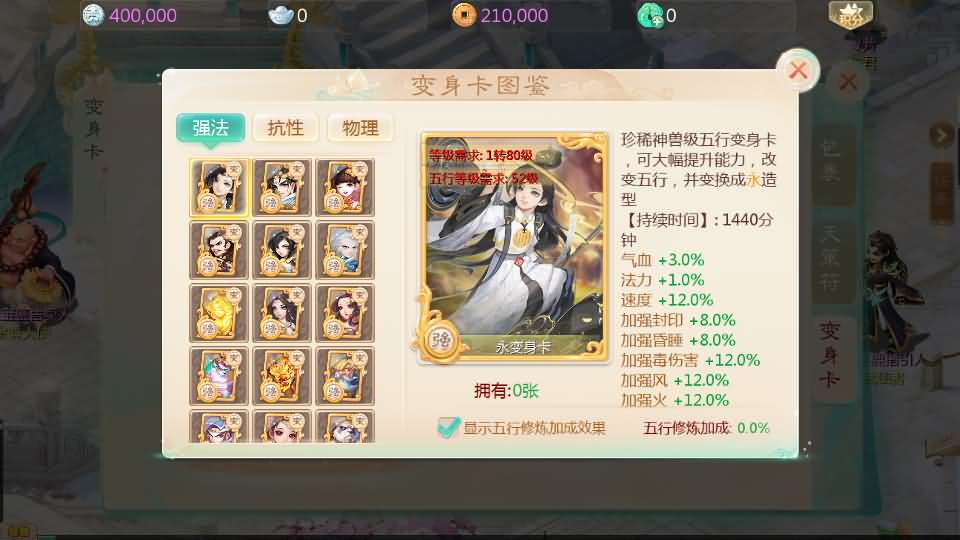 400,000
0
210,000
0
积分
变身卡图鉴
变身卡
强法
抗性
物理
等级需求: 1转80级
五行等级需求: 52级
强
永变身卡
拥有:0张
显示五行修炼加成效果
珍稀神兽级五行变身卡
，可大幅提升能力，改
变五行，并变换成永造
型
【持续时间】: 1440分
钟
气血 +3.0%
法力 +1.0%
速度 +12.0%
加强封印 +8.0%
加强昏睡 +8.0%
加强毒伤害 +12.0%
加强风 +12.0%
加强火 +12.0%
五行修炼加成: 0.0%
天策符
变身卡